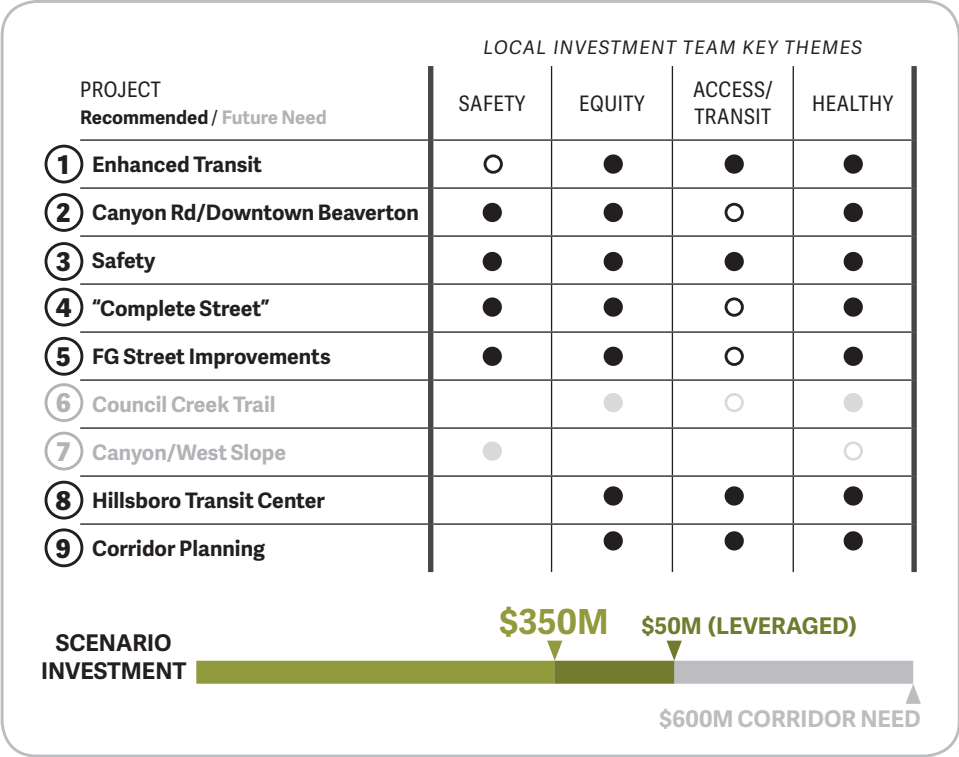 LOCAL INVESTMENT TEAM KEY THEMES
PROJECT
Recommended / Future Need
SAFETY
EQUITY
ACCESS/
TRANSIT
HEALTHY
1 Enhanced Transit
2 Canyon Rd/Downtown Beaverton
3 Safety
4 “Complete Street”
5 FG Street Improvements
6 Council Creek Trail
7 Canyon/West Slope
8 Hillsboro Transit Center
9 Corridor Planning
SCENARIO
INVESTMENT
$350M
$50M (LEVERAGED)
$600M CORRIDOR NEED